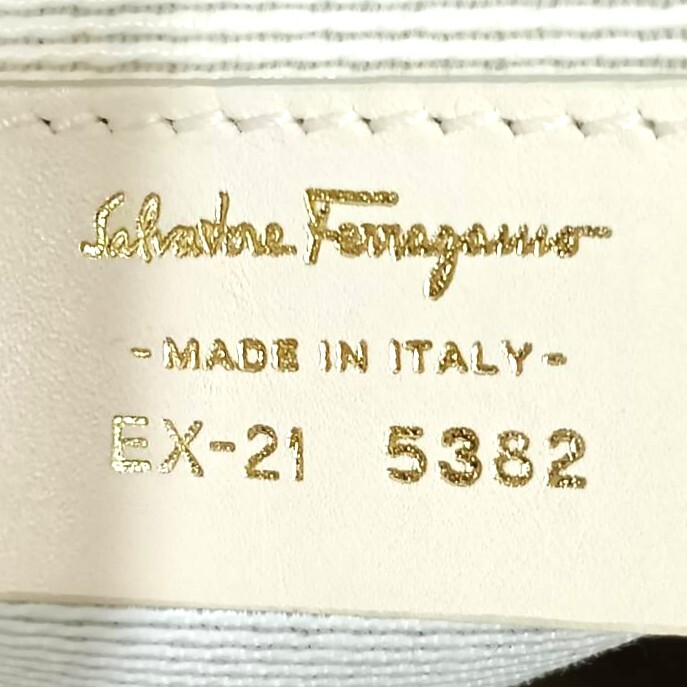 Salvatore Ferragamo
- MADE IN ITALY -
EX-21 5382